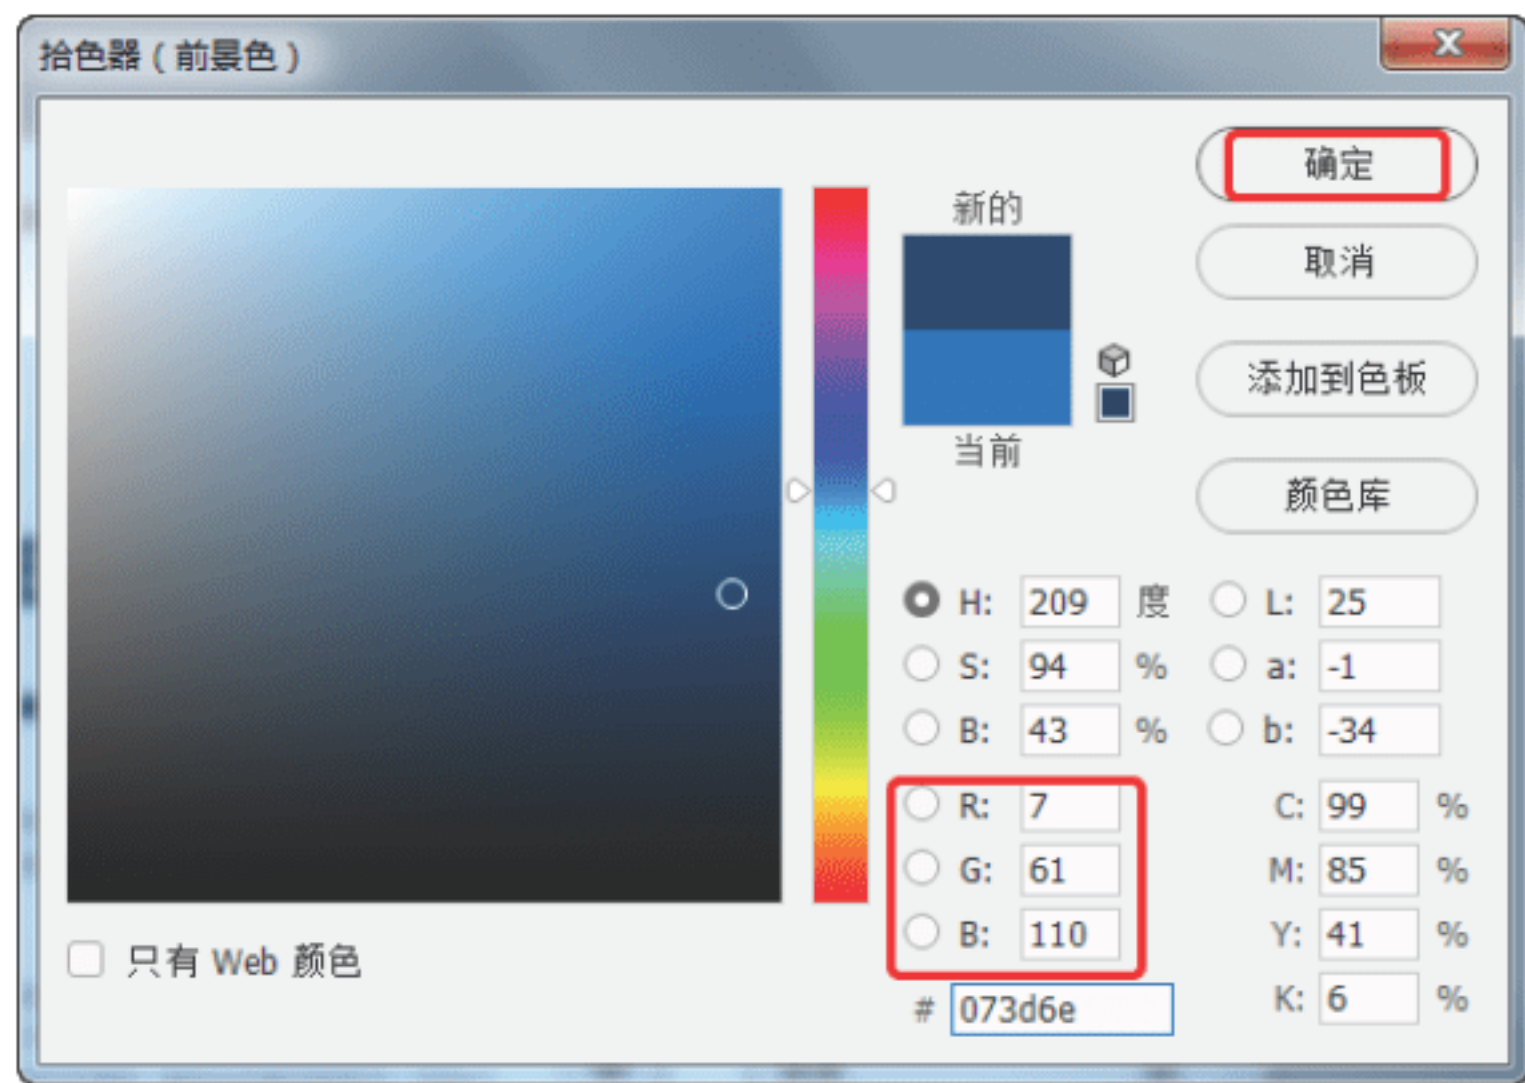 拾色器（前景色）
确定
新的
取消
添加到色板
当前
颜色库
H: 209 度 L: 25
S: 94 % a: -1
B: 43 % b: -34
R: 7 C: 99 %
G: 61 M: 85 %
B: 110 Y: 41 %
只有 Web 颜色
# 073d6e K: 6 %